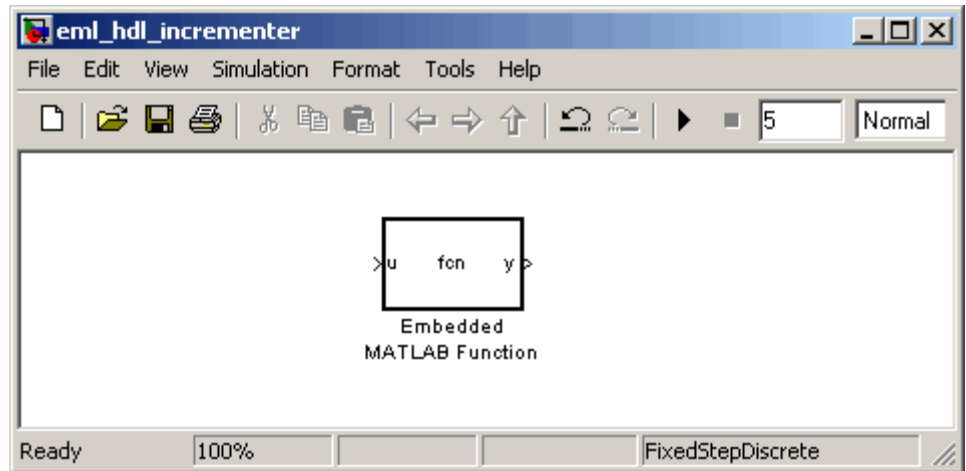 eml_hdl_incrementer
File Edit View Simulation Format Tools Help
5 Normal
u fcn y
Embedded
MATLAB Function
Ready 100% FixedStepDiscrete